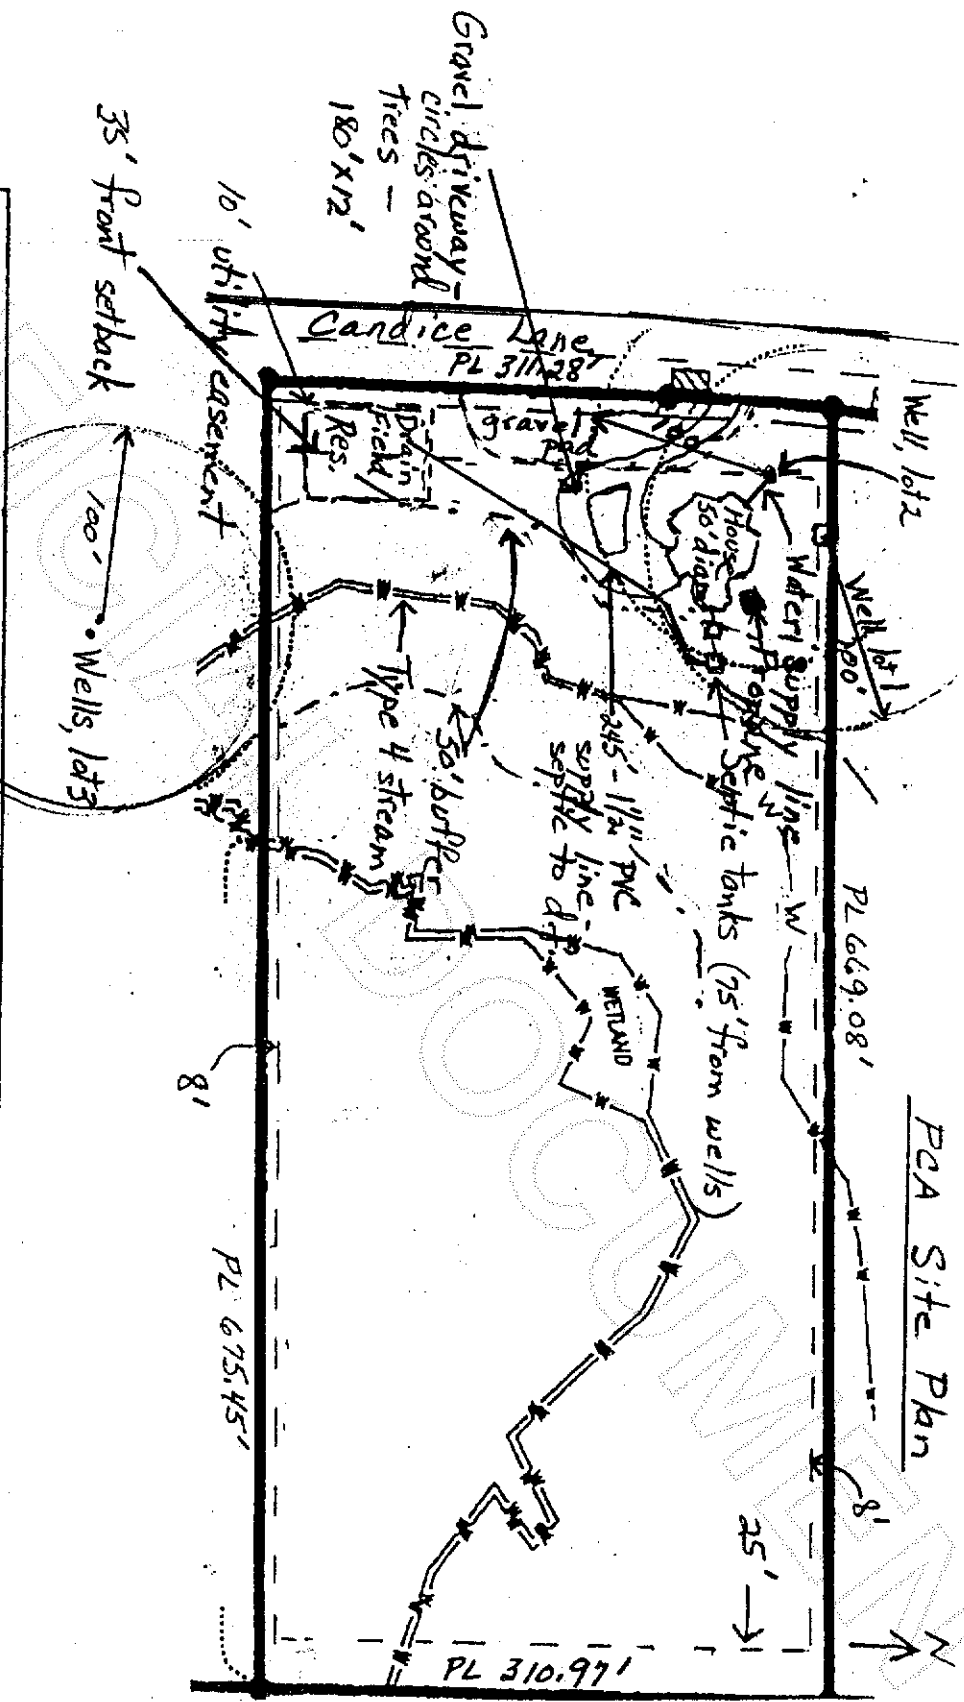 PCA Site Plan
N
Well, lot 2
Well lot 1
100'
PL 669.08'
8'
25'
Water supply line
W
W
Propane
Septic tanks (75' from wells)
House
50' diam.
Candice Lane
PL 311.28'
gravel
pad
Gravel driveway -
circles around
trees -
180' x 12'
245' - 1 1/2" PVC
supply line -
septic to d.f.
WETLAND
50' buffer
Type 4 stream
Drain
Field
Res.
10' utility easement
35' front setback
100'
Wells, lot 3
8'
PL 675.45'
PL 310.97'
DOCUMENT